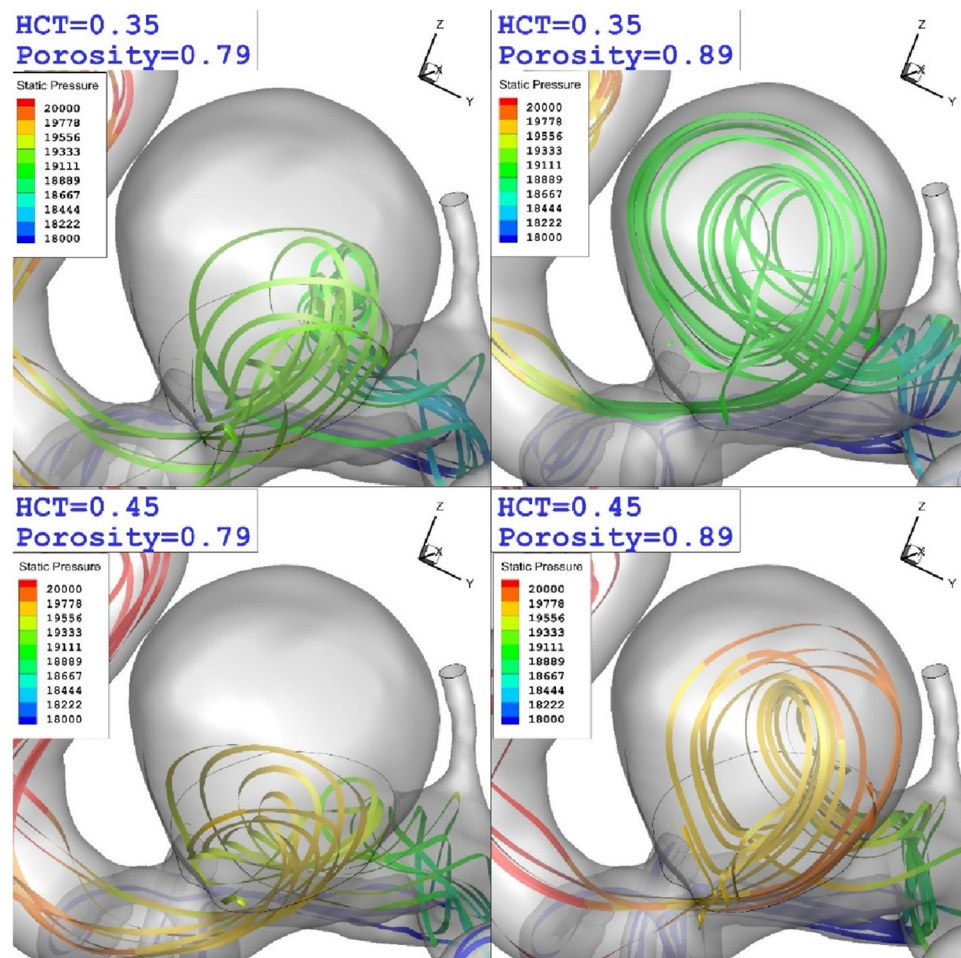 HCT=0.35
Porosity=0.79
Static Pressure
20000
19778
19556
19333
19111
18889
18667
18444
18222
18000
Z
X
Y
HCT=0.35
Porosity=0.89
Static Pressure
20000
19778
19556
19333
19111
18889
18667
18444
18222
18000
Z
X
Y
HCT=0.45
Porosity=0.79
Static Pressure
20000
19778
19556
19333
19111
18889
18667
18444
18222
18000
Z
X
Y
HCT=0.45
Porosity=0.89
Static Pressure
20000
19778
19556
19333
19111
18889
18667
18444
18222
18000
Z
X
Y